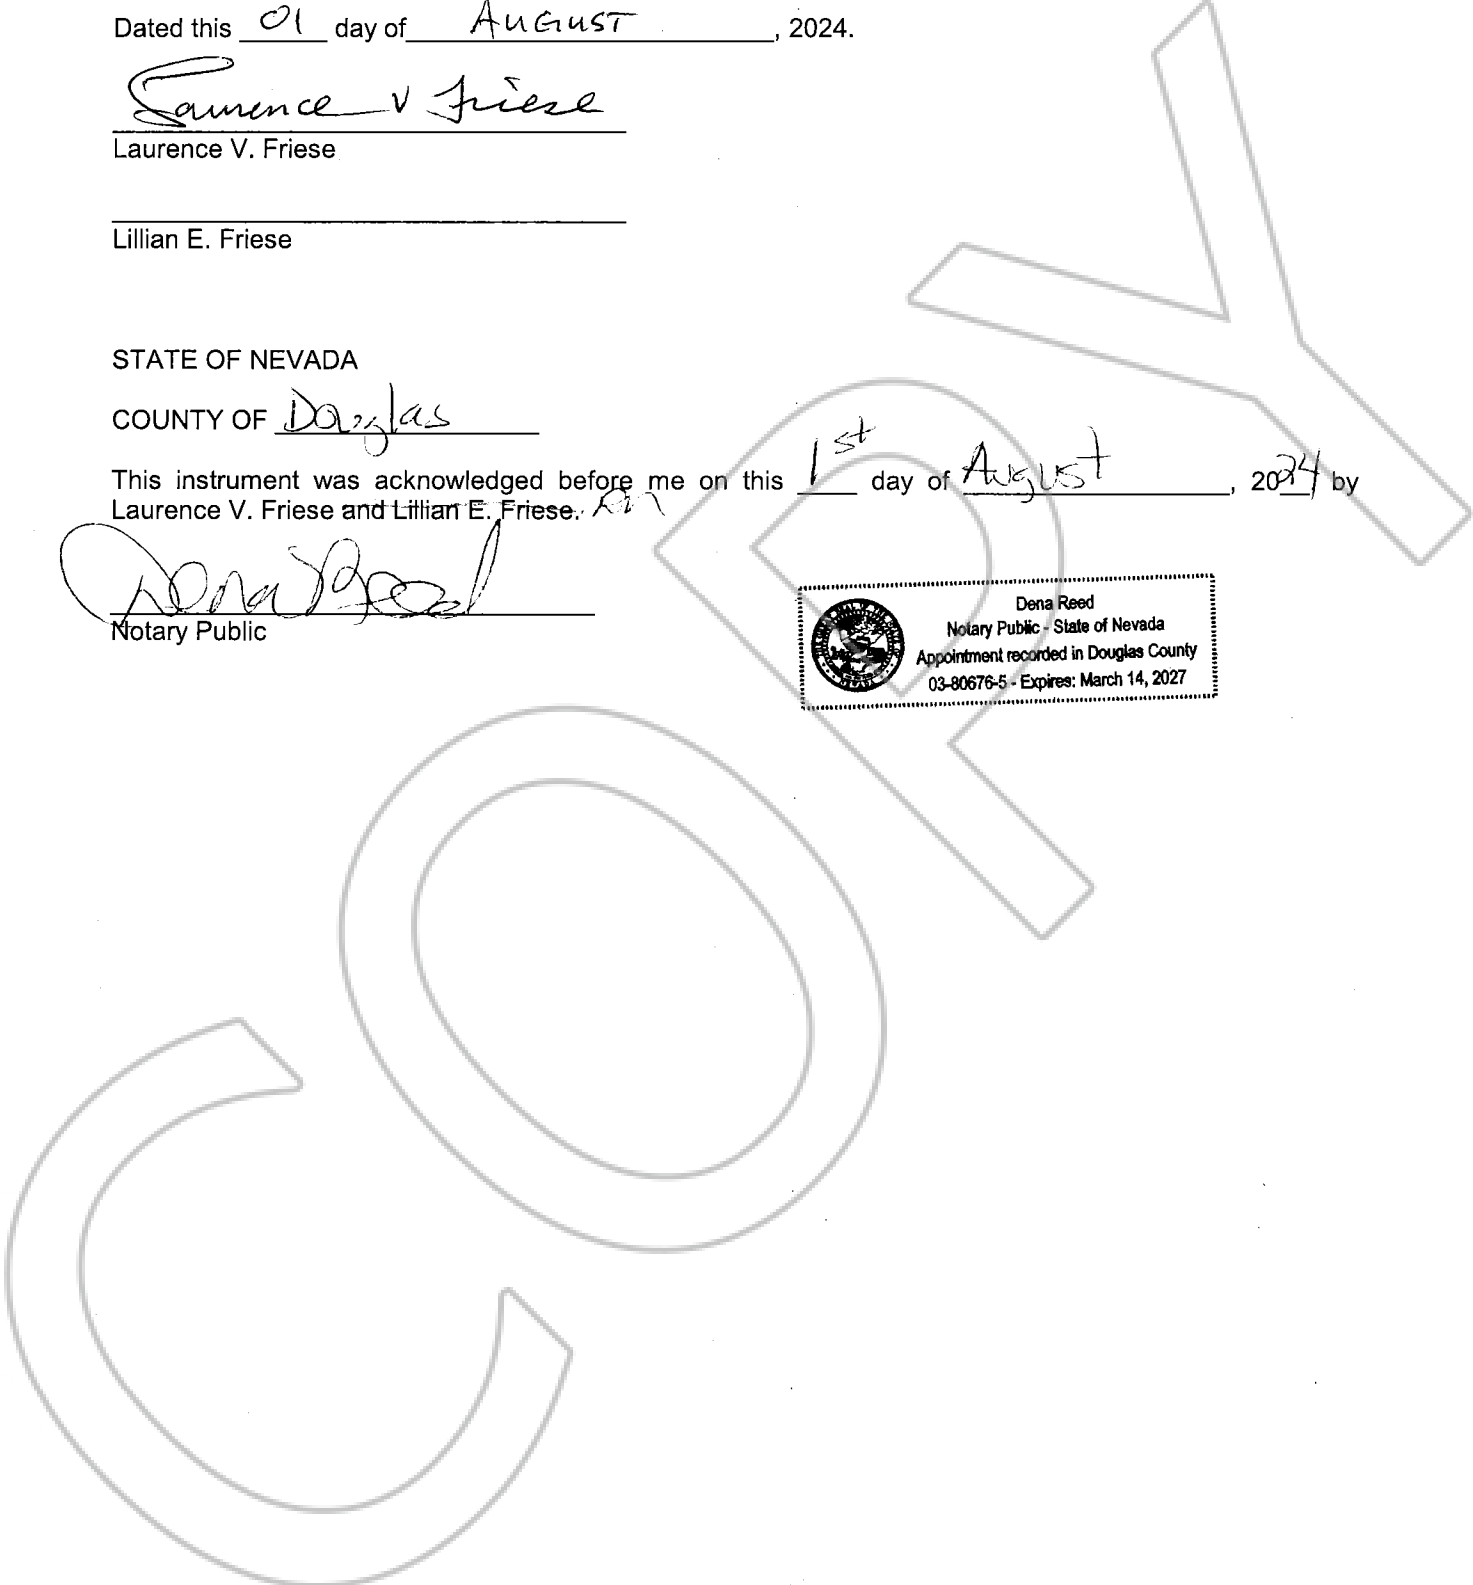 Dated this 01 day of AUGUST, 2024.
Laurence V Friese
Laurence V. Friese
Lillian E. Friese
STATE OF NEVADA
COUNTY OF Douglas
This instrument was acknowledged before me on this 1st day of August, 2024 by
Laurence V. Friese and Lillian E. Friese.
Dena Reed
Notary Public
Dena Reed
Notary Public - State of Nevada
Appointment recorded in Douglas County
03-80676-5 - Expires: March 14, 2027
COPY